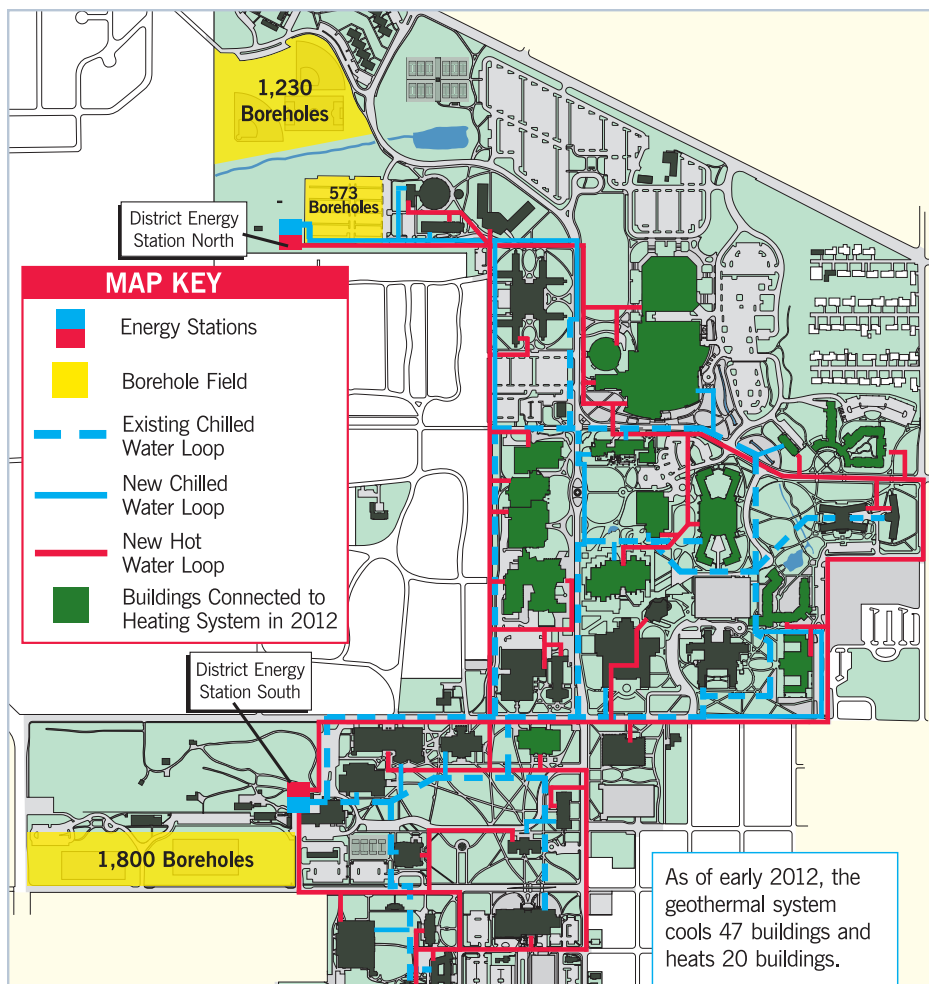 1,230
Boreholes
573
Boreholes
District Energy
Station North
MAP KEY
Energy Stations
Borehole Field
Existing Chilled
Water Loop
New Chilled
Water Loop
New Hot
Water Loop
Buildings Connected to
Heating System in 2012
District Energy
Station South
1,800 Boreholes
As of early 2012, the
geothermal system
cools 47 buildings and
heats 20 buildings.